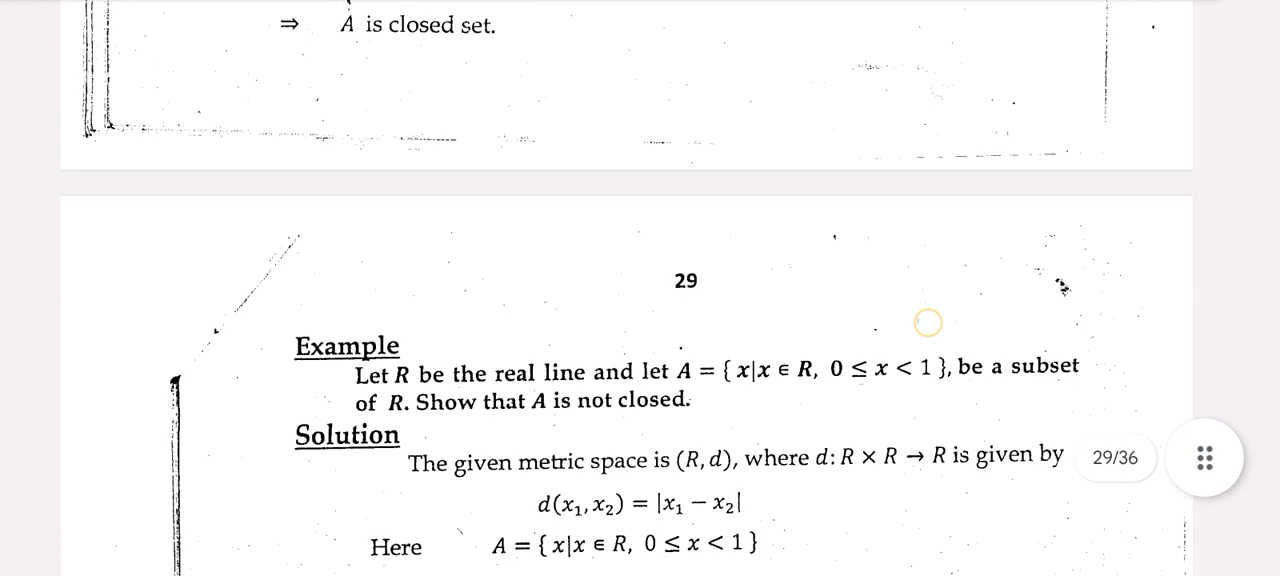 ⇒ A is closed set.
29
Example
Let R be the real line and let A = { x|x ∈ R, 0 ≤ x < 1 }, be a subset
of R. Show that A is not closed.
Solution
The given metric space is (R, d), where d: R × R → R is given by
29/36
d(x₁, x₂) = |x₁ − x₂|
Here A = { x|x ∈ R, 0 ≤ x < 1 }